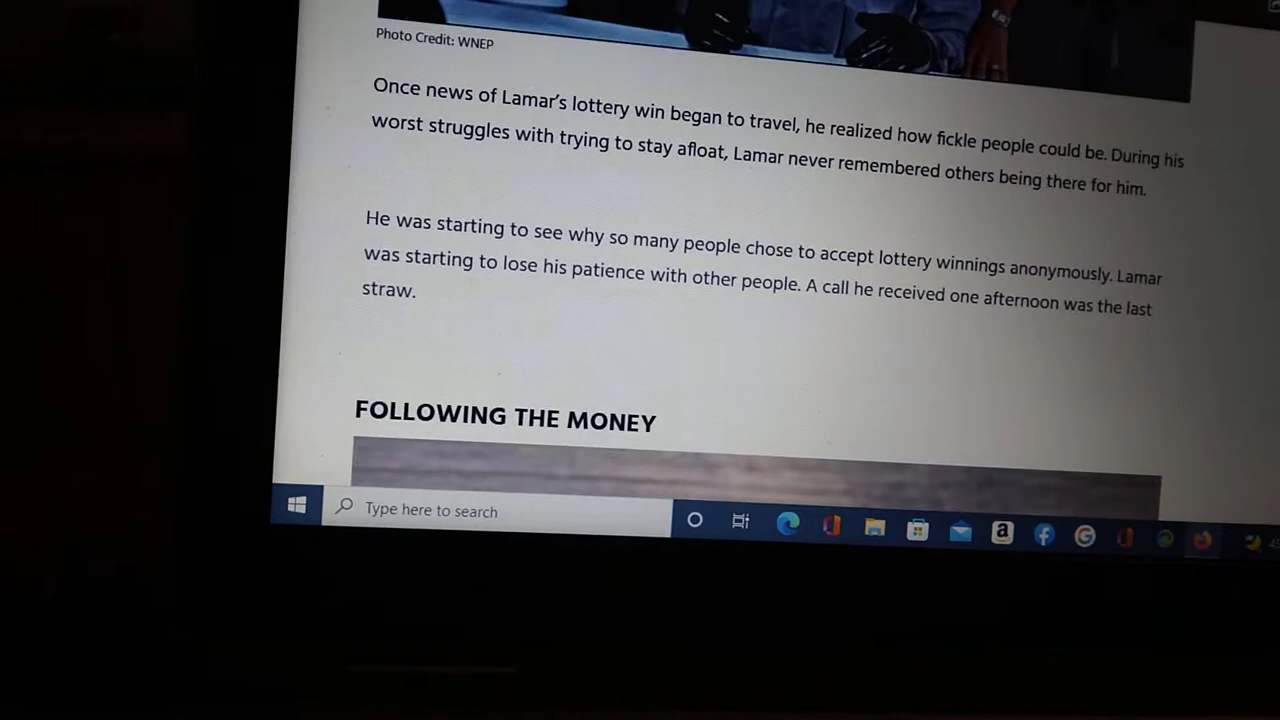 Photo Credit: WNEP
Once news of Lamar's lottery win began to travel, he realized how fickle people could be. During his
worst struggles with trying to stay afloat, Lamar never remembered others being there for him.
He was starting to see why so many people chose to accept lottery winnings anonymously. Lamar
was starting to lose his patience with other people. A call he received one afternoon was the last
straw.
FOLLOWING THE MONEY
Type here to search